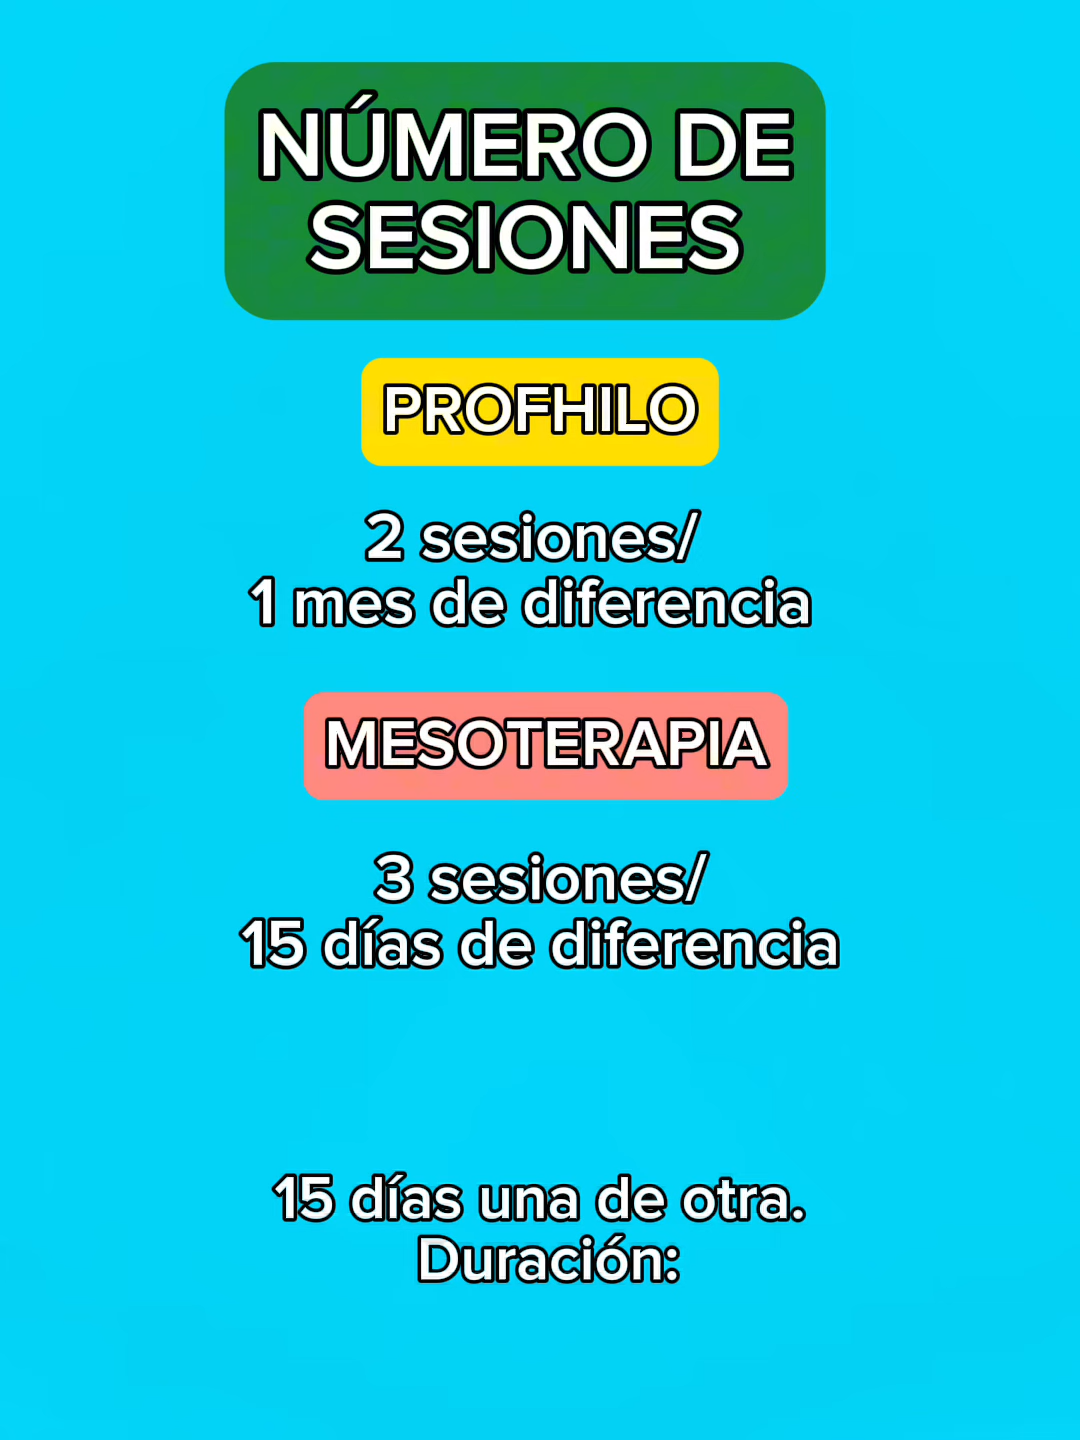 NÚMERO DE
SESIONES
PROFHILO
2 sesiones/
1 mes de diferencia
MESOTERAPIA
3 sesiones/
15 días de diferencia
15 días una de otra.
Duración: